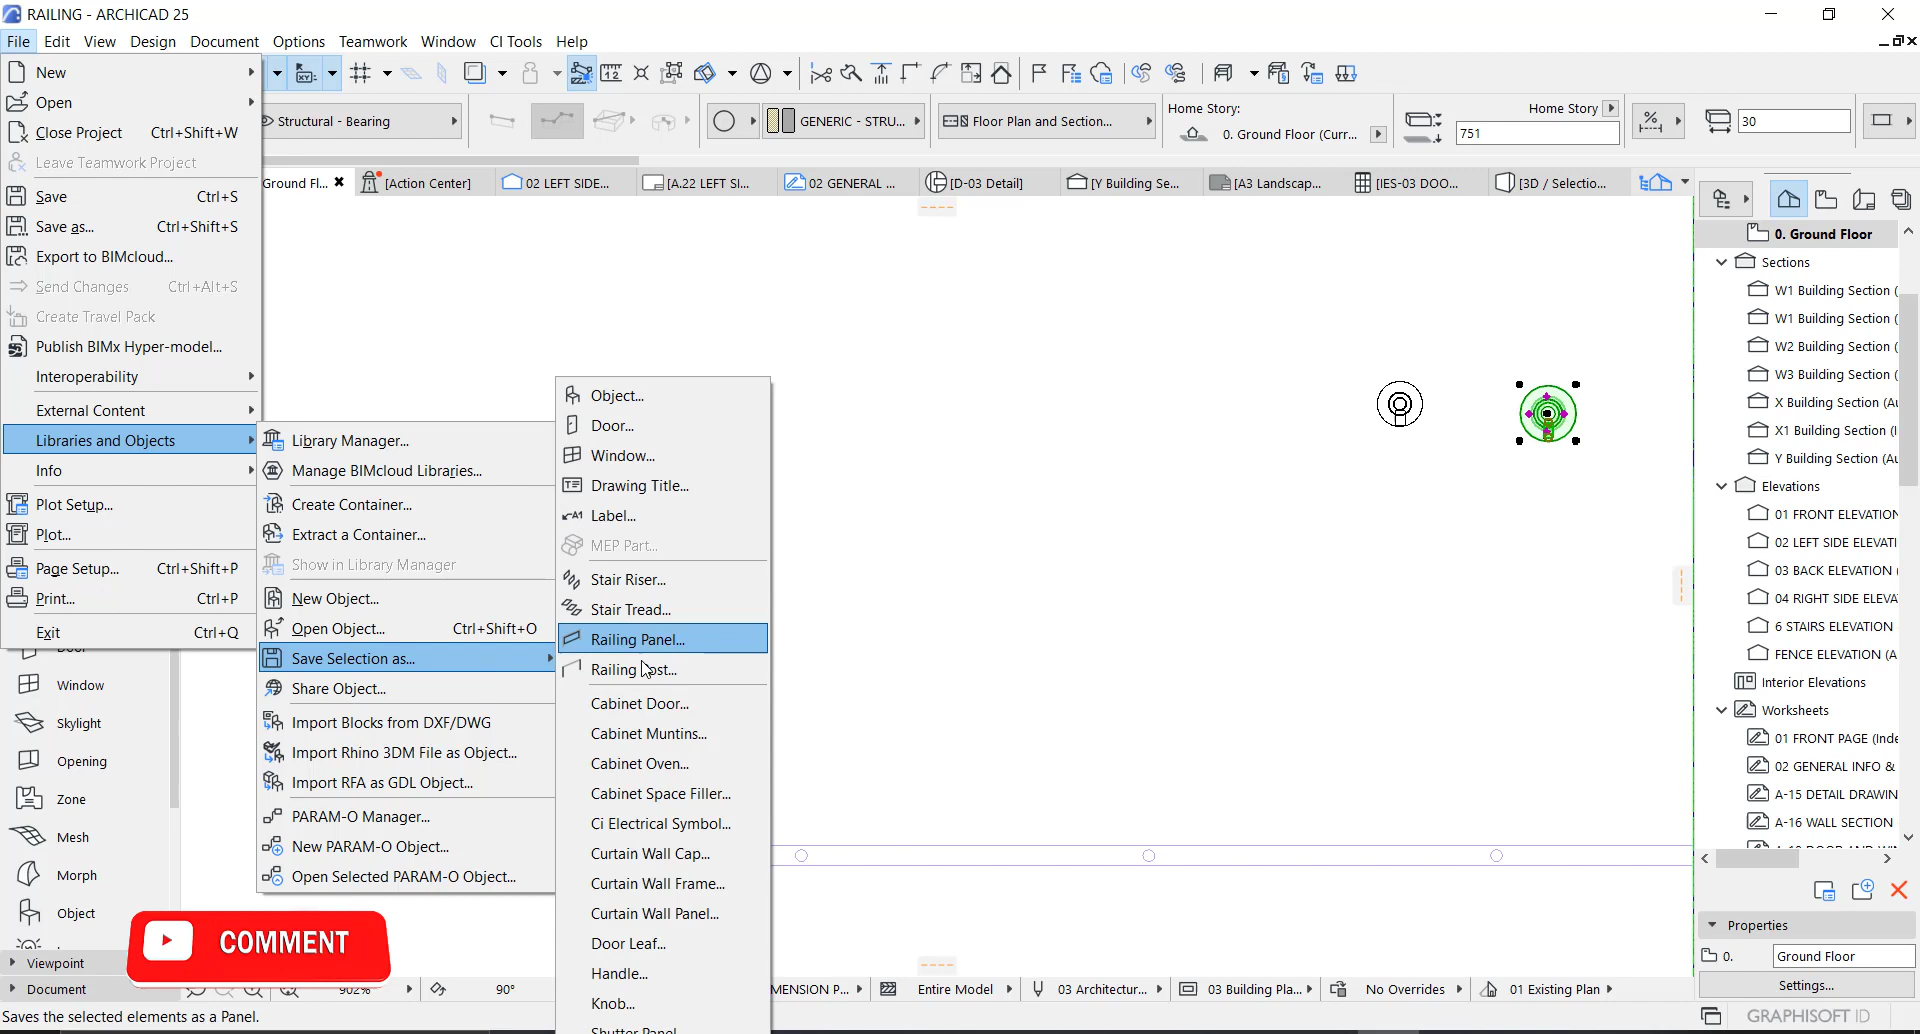 RAILING - ARCHICAD 25
File Edit View Design Document Options Teamwork Window CI Tools Help
New
Open
Close Project Ctrl+Shift+W
Leave Teamwork Project
Save Ctrl+S
Save as... Ctrl+Shift+S
Export to BIMcloud...
Send Changes Ctrl+Alt+S
Create Travel Pack
Publish BIMx Hyper-model...
Interoperability
External Content
Libraries and Objects
Info
Plot Setup...
Plot...
Page Setup... Ctrl+Shift+P
Print... Ctrl+P
Exit Ctrl+Q
Structural - Bearing
GENERIC - STRU...
Floor Plan and Section...
Home Story:
0. Ground Floor (Curr...
Home Story
751
30
Ground Fl...
[Action Center]
02 LEFT SIDE...
[A.22 LEFT SI...
02 GENERAL ...
[D-03 Detail]
[Y Building Se...
[A3 Landscap...
[IES-03 DOO...
[3D / Selectio...
Library Manager...
Manage BIMcloud Libraries...
Create Container...
Extract a Container...
Show in Library Manager
New Object...
Open Object... Ctrl+Shift+O
Save Selection as...
Share Object...
Import Blocks from DXF/DWG
Import Rhino 3DM File as Object...
Import RFA as GDL Object...
PARAM-O Manager...
New PARAM-O Object...
Open Selected PARAM-O Object...
Object...
Door...
Window...
Drawing Title...
Label...
MEP Part...
Stair Riser...
Stair Tread...
Railing Panel...
Railing Post...
Cabinet Door...
Cabinet Muntins...
Cabinet Oven...
Cabinet Space Filler...
Ci Electrical Symbol...
Curtain Wall Cap...
Curtain Wall Frame...
Curtain Wall Panel...
Door Leaf...
Handle...
Knob...
Shutter Panel
Window
Skylight
Opening
Zone
Mesh
Morph
Object
Viewpoint
Document
COMMENT
0. Ground Floor
Sections
W1 Building Section (
W1 Building Section (
W2 Building Section (
W3 Building Section (
X Building Section (Au
X1 Building Section (I
Y Building Section (Au
Elevations
01 FRONT ELEVATION
02 LEFT SIDE ELEVATI
03 BACK ELEVATION (
04 RIGHT SIDE ELEVA
6 STAIRS ELEVATION
FENCE ELEVATION (A
Interior Elevations
Worksheets
01 FRONT PAGE (Inde
02 GENERAL INFO &
A-15 DETAIL DRAWIN
A-16 WALL SECTION
Properties
0. Ground Floor
Settings...
902%
90°
MENSION P...
Entire Model
03 Architectur...
03 Building Pla...
No Overrides
01 Existing Plan
Saves the selected elements as a Panel.
GRAPHISOFT ID